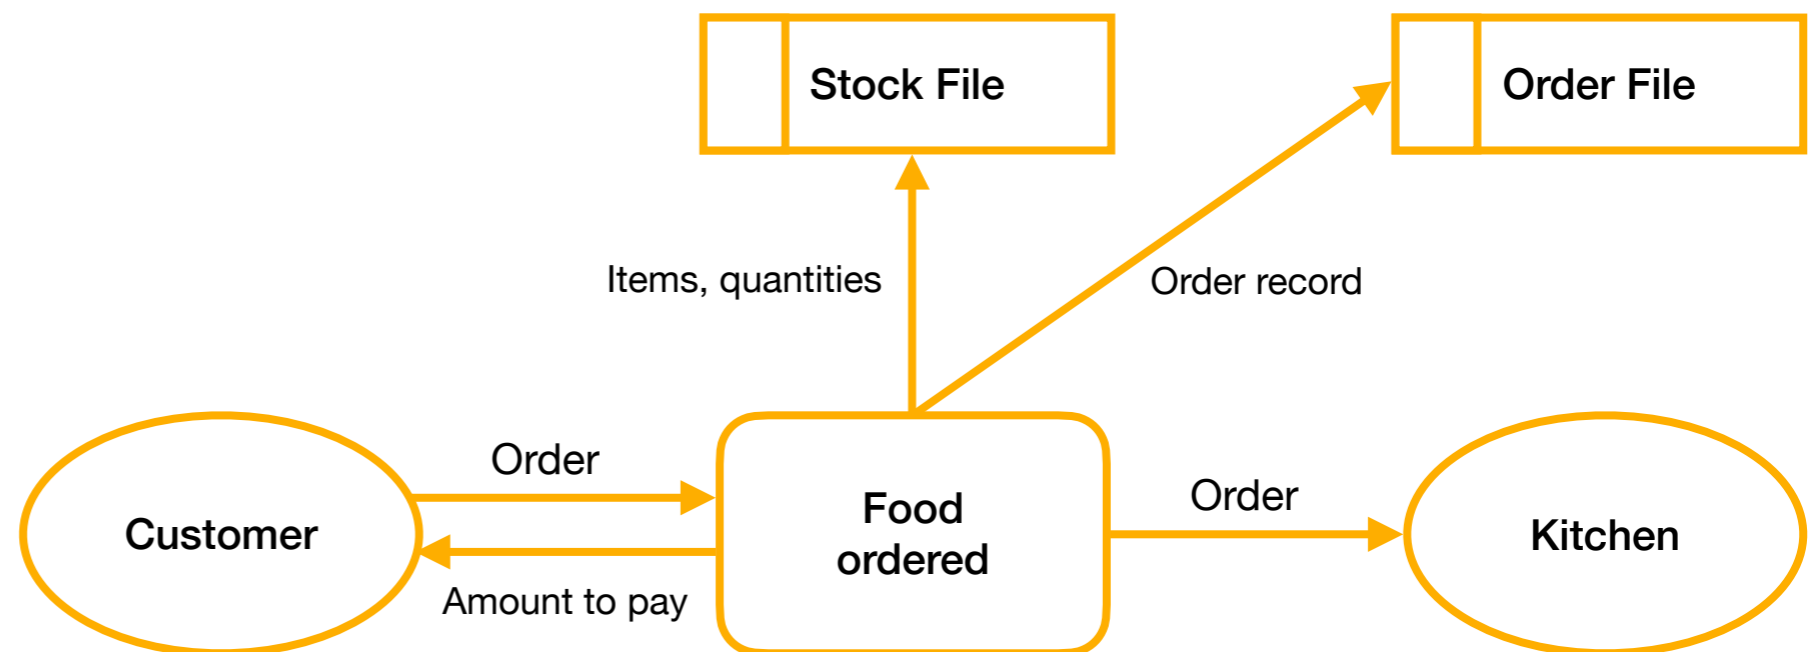 Stock File
Order File
Items, quantities
Order record
Order
Order
Customer
Food
ordered
Kitchen
Amount to pay